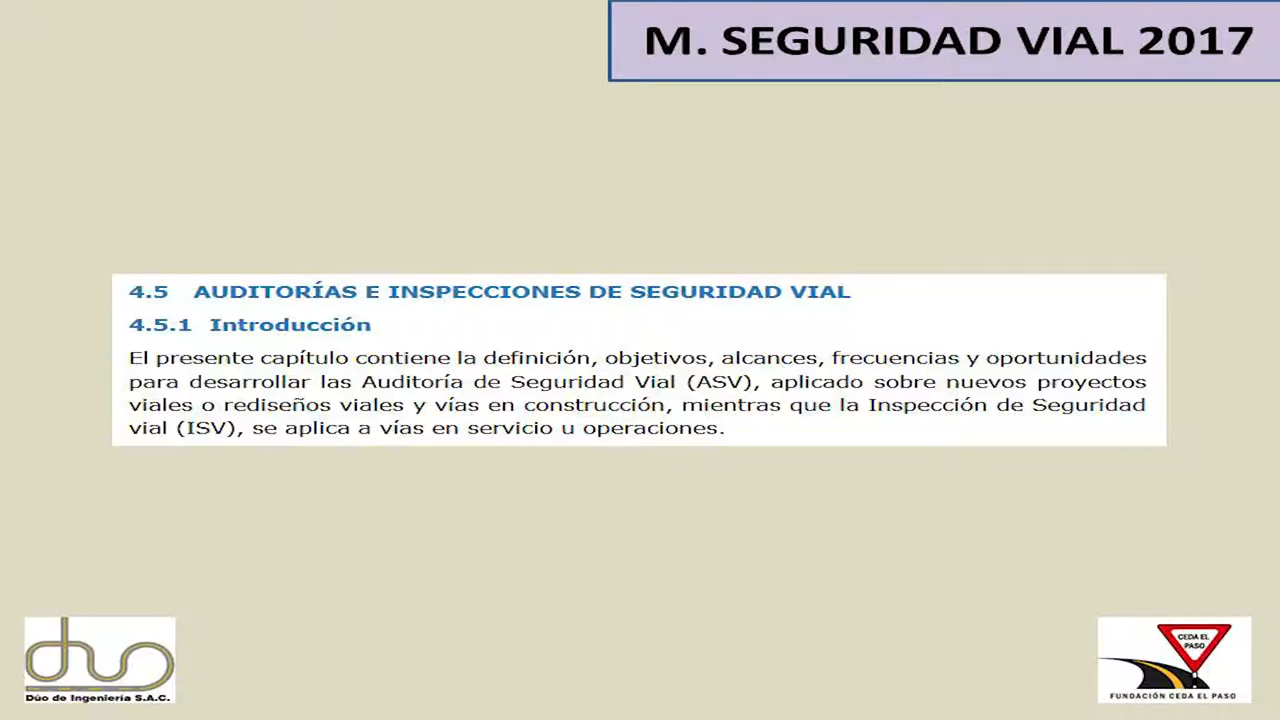 M. SEGURIDAD VIAL 2017
4.5 AUDITORÍAS E INSPECCIONES DE SEGURIDAD VIAL
4.5.1 Introducción
El presente capítulo contiene la definición, objetivos, alcances, frecuencias y oportunidades
para desarrollar las Auditoría de Seguridad Vial (ASV), aplicado sobre nuevos proyectos
viales o rediseños viales y vías en construcción, mientras que la Inspección de Seguridad
vial (ISV), se aplica a vías en servicio u operaciones.
duo
Dúo de Ingeniería S.A.C.
CEDA EL
PASO
FUNDACIÓN CEDA EL PASO